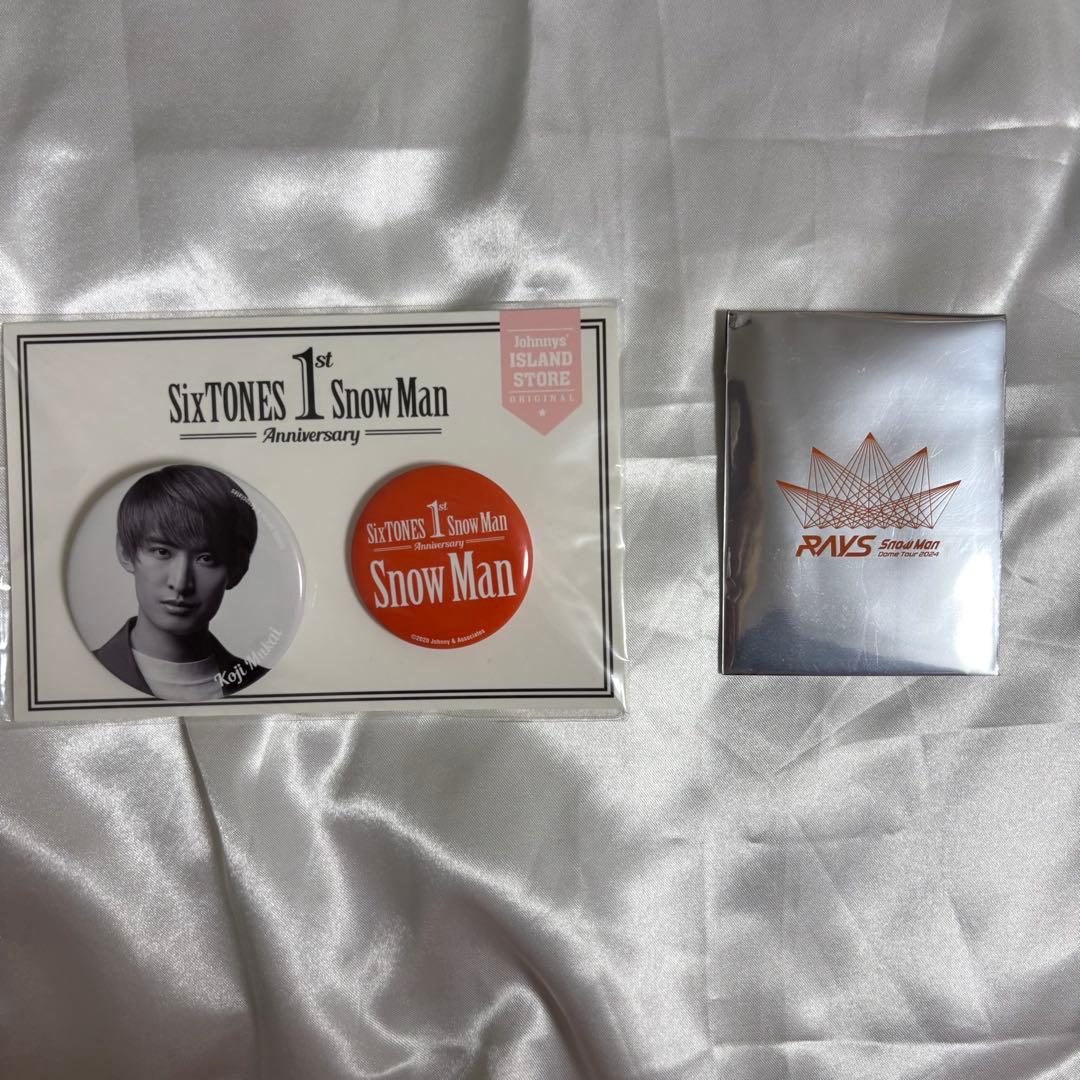 SixTONES 1st Snow Man
Anniversary
Johnnys'
ISLAND
STORE
ORIGINAL
Koji Mukai
SixTONES 1st Snow Man
Anniversary
Snow Man
©2020 Johnny & Associates
RAYS Snow Man
Dome Tour 2024